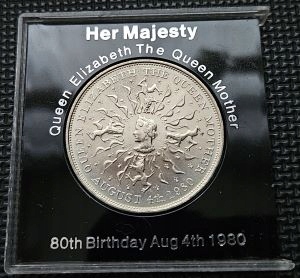 Her Majesty
Queen Elizabeth The Queen Mother
QUEEN ELIZABETH THE QUEEN MOTHER
AUGUST 4th 1980
80th Birthday Aug 4th 1980